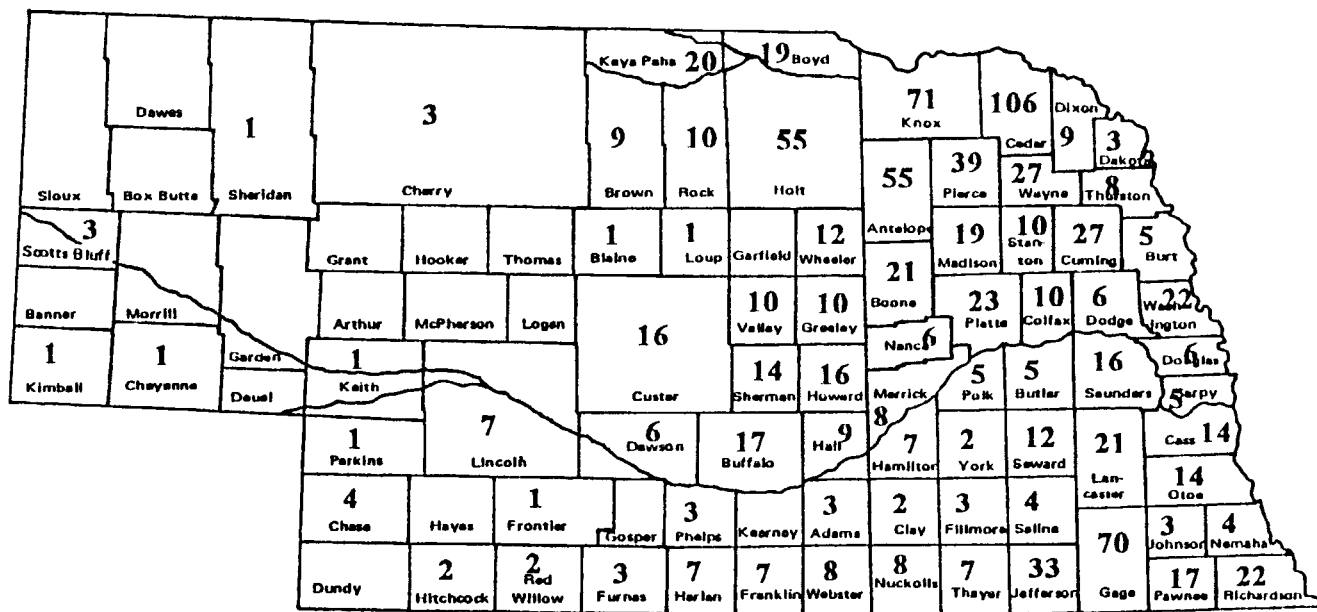 Keya Paha 20
19 Boyd
Dawes
1
Sheridan
3
Cherry
9
Brown
10
Rock
55
Holt
71
Knox
106
Cedar
Dixon
9
3
Dakota
Sioux
Box Butte
55
Antelope
39
Pierce
27
Wayne
8
Thurston
3
Scotts Bluff
Grant
Hooker
Thomas
1
Blaine
1
Loup
Garfield
12
Wheeler
19
Madison
10
Stan-
ton
27
Cuming
5
Burt
Banner
Morrill
Garden
Arthur
McPherson
Logan
16
Custer
10
Valley
10
Greeley
21
Boone
23
Platte
10
Colfax
6
Dodge
22
Wash-
ington
1
Kimball
1
Cheyenne
Deuel
1
Keith
7
Lincoln
14
Sherman
16
Howard
6
Nance
Merrick
8
5
Polk
5
Butler
16
Saunders
6
Douglas
5
Sarpy
1
Perkins
6
Dawson
17
Buffalo
9
Hall
7
Hamilton
2
York
12
Seward
21
Lan-
caster
Cass 14
14
Otoe
4
Chase
Hayes
1
Frontier
Gosper
3
Phelps
Kearney
3
Adams
2
Clay
3
Fillmore
4
Saline
70
Gage
3
Johnson
4
Nemaha
Dundy
2
Hitchcock
2
Red
Willow
3
Furnas
7
Harlan
7
Franklin
8
Webster
8
Nuckolls
7
Thayer
33
Jefferson
17
Pawnee
22
Richardson